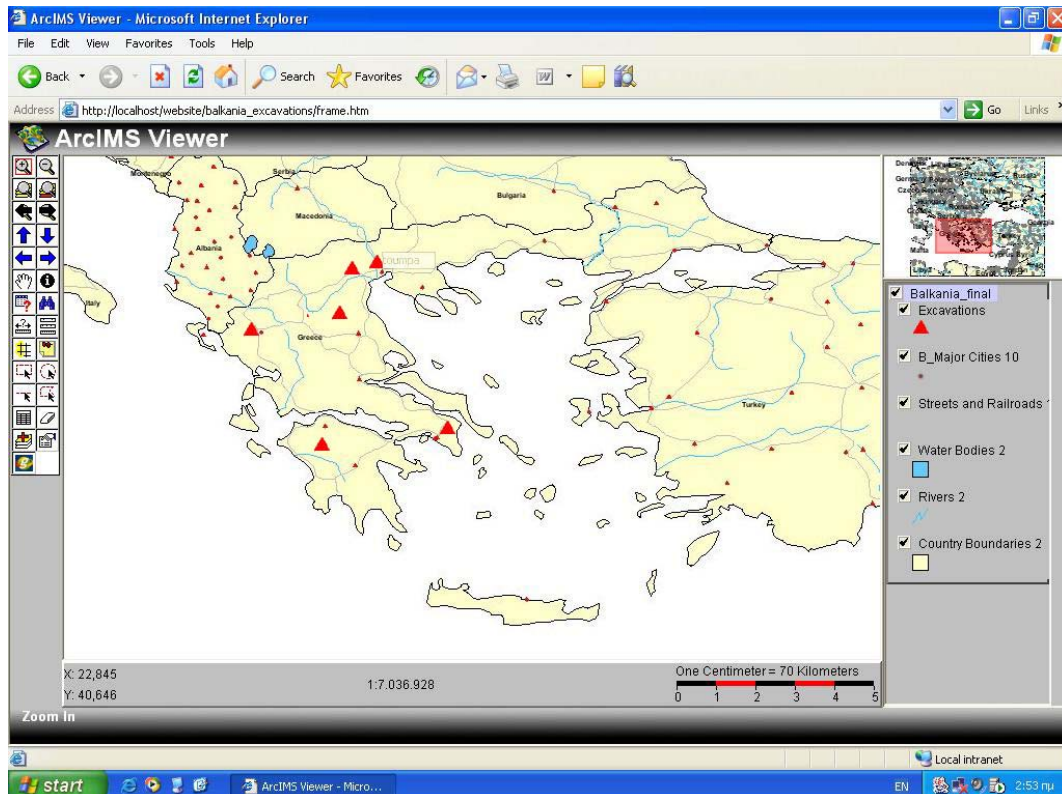 ArcIMS Viewer - Microsoft Internet Explorer
File Edit View Favorites Tools Help
Back Search Favorites
Address http://localhost/website/balkania_excavations/frame.htm Go Links
ArcIMS Viewer
Montenegro
Serbia
Bulgaria
Macedonia
Albania
toumpa
Italy
Greece
Turkey
Balkania_final
Excavations
B_Major Cities 10
Streets and Railroads 1
Water Bodies 2
Rivers 2
Country Boundaries 2
X: 22,845
Y: 40,646
1:7.036.928
One Centimeter = 70 Kilometers
0 1 2 3 4 5
Zoom In
Local intranet
start
ArcIMS Viewer - Micro...
EN
2:53 πμ